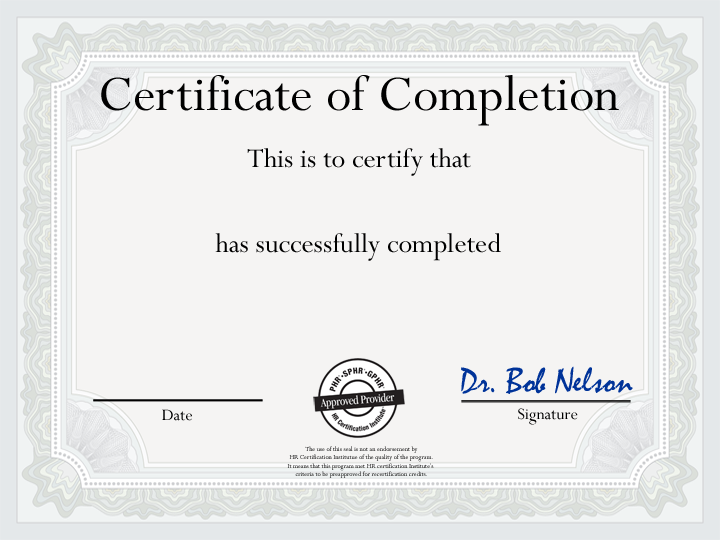 Certificate of Completion
This is to certify that
has successfully completed
PHR · SPHR · GPHR
Approved Provider
HR Certification Institute
Dr. Bob Nelson
Date
Signature
The use of this seal is not an endorsement by
HR Certification Institutue of the quality of the program.
It means that this program met HR certification Institute's
criteria to be preapproved for recertification credits.